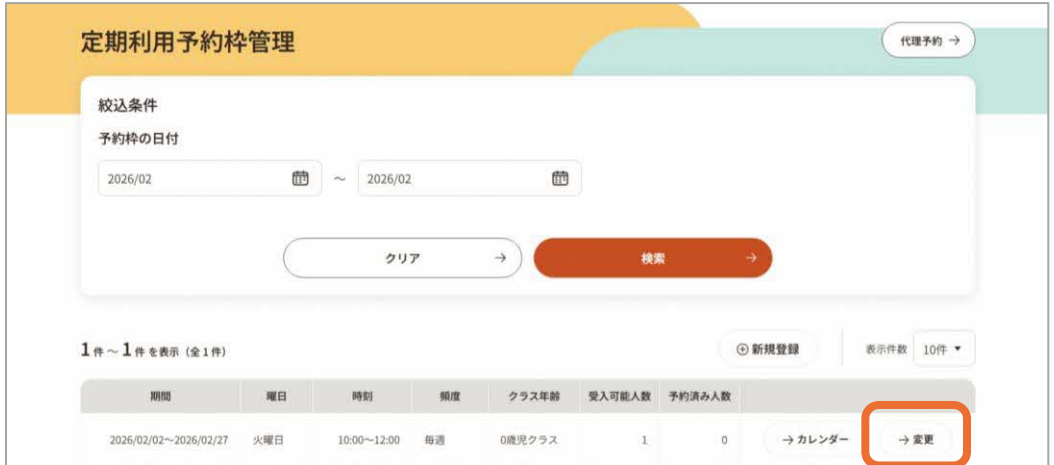 定期利用予約枠管理
代理予約 →
絞込条件
予約枠の日付
2026/02 ～ 2026/02
クリア → 検索 →
1件～1件を表示（全1件） ⊕新規登録 表示件数 10件 ▼
期間 曜日 時刻 頻度 クラス年齢 受入可能人数 予約済み人数
2026/02/02～2026/02/27 火曜日 10:00～12:00 毎週 0歳児クラス 1 0 →カレンダー →変更